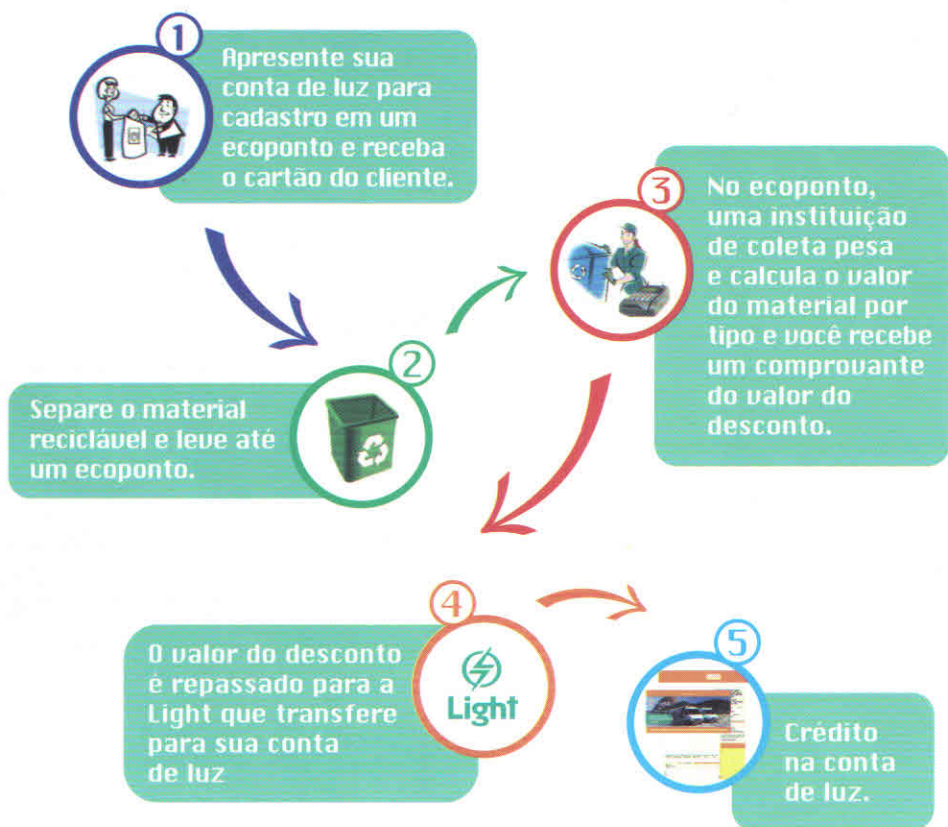 1
Apresente sua
conta de luz para
cadastro em um
ecoponto e receba
o cartão do cliente.
2
Separe o material
reciclável e leve até
um ecoponto.
3
No ecoponto,
uma instituição
de coleta pesa
e calcula o valor
do material por
tipo e você recebe
um comprovante
do valor do
desconto.
4
O valor do desconto
é repassado para a
Light que transfere
para sua conta
de luz
Light
5
Crédito
na conta
de luz.